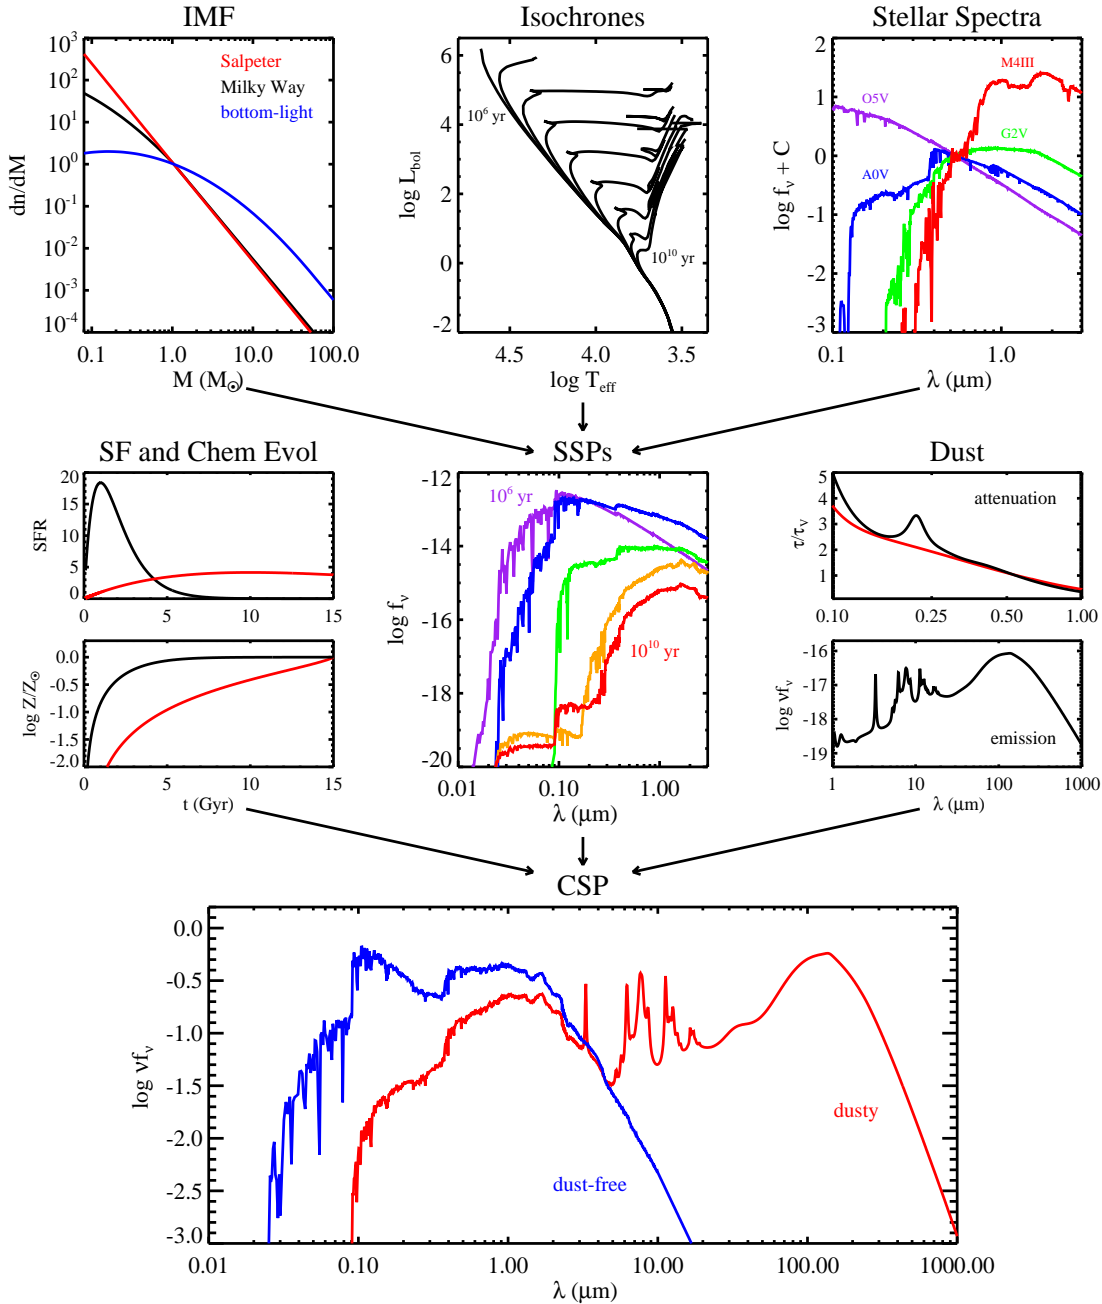 IMF
Isochrones
Stellar Spectra
10³
10²
10¹
10⁰
10⁻¹
10⁻²
10⁻³
10⁻⁴
dn/dM
Salpeter
Milky Way
bottom-light
0.1
1.0
10.0
100.0
M (M☉)
6
4
2
0
-2
log L_bol
10⁶ yr
10¹⁰ yr
4.5
4.0
3.5
log T_eff
2
1
0
-1
-2
-3
log f_ν + C
M4III
O5V
G2V
A0V
0.1
1.0
λ (μm)
SF and Chem Evol
SSPs
Dust
20
15
10
5
0
SFR
0
5
10
15
0.0
-0.5
-1.0
-1.5
-2.0
log Z/Z☉
0
5
10
15
t (Gyr)
-12
-14
-16
-18
-20
log f_ν
10⁶ yr
10¹⁰ yr
0.01
0.10
1.00
λ (μm)
5
4
3
2
1
τ/τ_V
attenuation
0.10
0.25
0.50
1.00
-16
-17
-18
-19
log νf_ν
emission
1
10
100
1000
λ (μm)
CSP
0.0
-0.5
-1.0
-1.5
-2.0
-2.5
-3.0
log νf_ν
dusty
dust-free
0.01
0.10
1.00
10.00
100.00
1000.00
λ (μm)